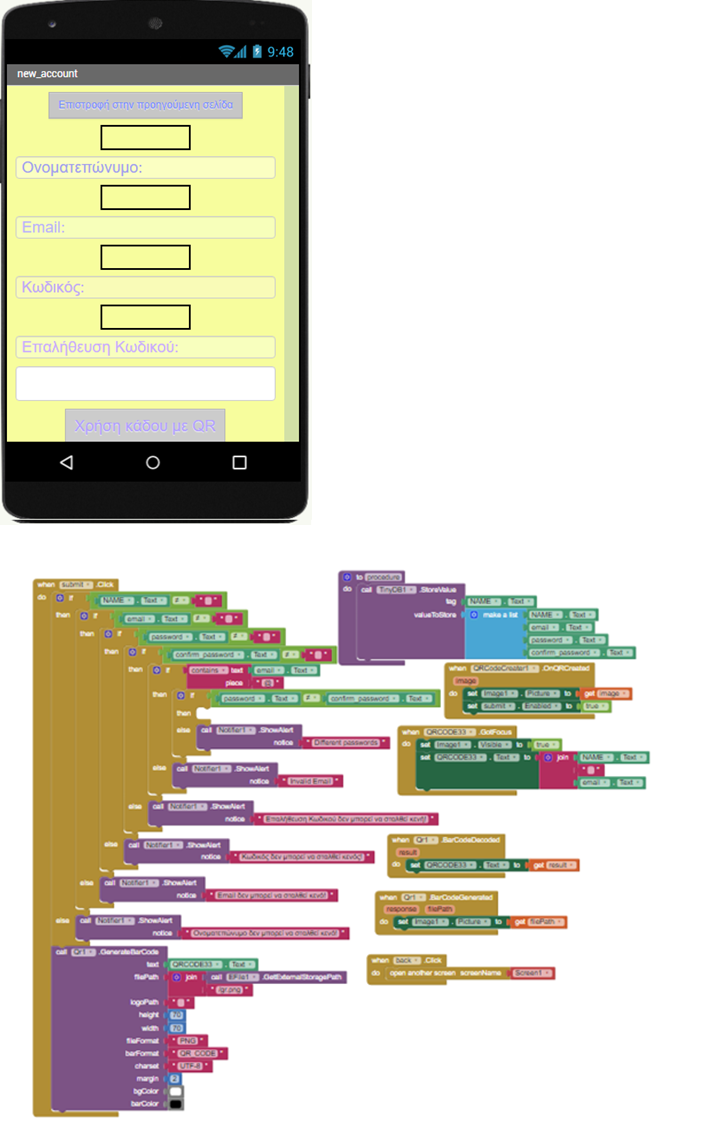 9:48
new_account
Επιστροφή στην προηγούμενη σελίδα
Ονοματεπώνυμο:
Email:
Κωδικός:
Επαλήθευση Κωδικού:
Χρήση κάδου με QR
when submit .Click
do if NAME . Text ≠ " "
then if email . Text ≠ " "
then if password . Text ≠ " "
then if confirm_password . Text ≠ " "
then if contains text email . Text
piece "@"
then if password . Text ≠ confirm_password . Text
then
else call Notifier1 .ShowAlert
notice "Different passwords"
else call Notifier1 .ShowAlert
notice "Invalid Email"
else call Notifier1 .ShowAlert
notice "Επαλήθευση Κωδικού δεν μπορεί να σταλθεί κενή!"
else call Notifier1 .ShowAlert
notice "Κωδικός δεν μπορεί να σταλθεί κενός!"
else call Notifier1 .ShowAlert
notice "Email δεν μπορεί να σταλθεί κενό!"
else call Notifier1 .ShowAlert
notice "Ονοματεπώνυμο δεν μπορεί να σταλθεί κενό!"
call Qr1 .GenerateBarCode
text QRCODE33 . Text
filePath join call EFile1 .GetExternalStoragePath
"/qr.png"
logoPath " "
height 70
width 70
fileFormat "PNG"
barFormat "QR_CODE"
charset "UTF-8"
margin 2
bgColor
barColor
to procedure
do call TinyDB1 .StoreValue
tag NAME . Text
valueToStore make a list NAME . Text
email . Text
password . Text
confirm_password . Text
when QRCodeCreator1 .OnQRCreated
image
do set Image1 . Picture to get image
set submit . Enabled to true
when QRCODE33 .GotFocus
do set Image1 . Visible to true
set QRCODE33 . Text to join NAME . Text
" "
email . Text
when Qr1 .BarCodeDecoded
result
do set QRCODE33 . Text to get result
when Qr1 .BarCodeGenerated
response filePath
do set Image1 . Picture to get filePath
when back .Click
do open another screen screenName "Screen1"